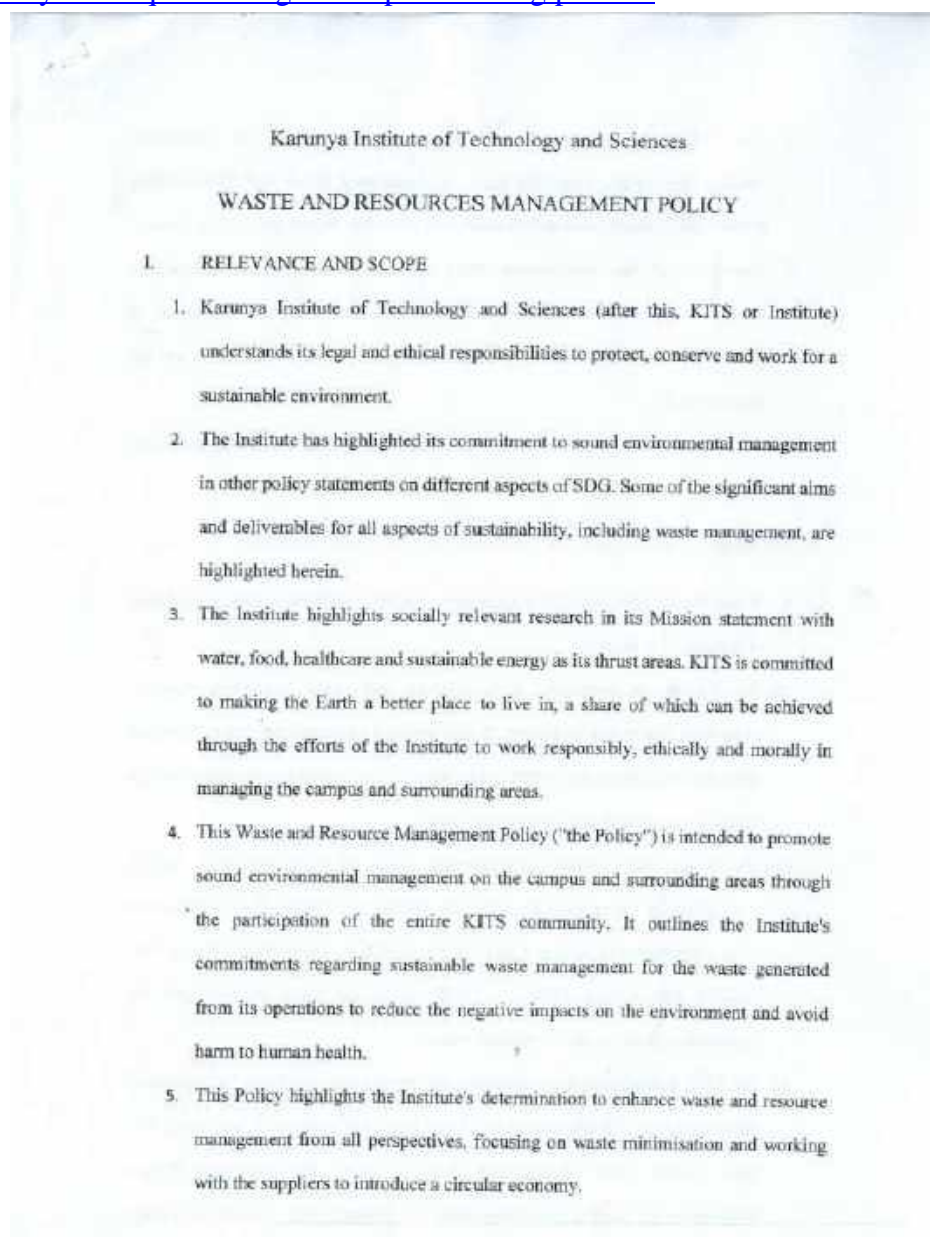 Karunya Institute of Technology and Sciences
WASTE AND RESOURCES MANAGEMENT POLICY
I. RELEVANCE AND SCOPE
1. Karunya Institute of Technology and Sciences (after this, KITS or Institute)
understands its legal and ethical responsibilities to protect, conserve and work for a
sustainable environment.
2. The Institute has highlighted its commitment to sound environmental management
in other policy statements on different aspects of SDG. Some of the significant aims
and deliverables for all aspects of sustainability, including waste management, are
highlighted herein.
3. The Institute highlights socially relevant research in its Mission statement with
water, food, healthcare and sustainable energy as its thrust areas. KITS is committed
to making the Earth a better place to live in, a share of which can be achieved
through the efforts of the Institute to work responsibly, ethically and morally in
managing the campus and surrounding areas.
4. This Waste and Resource Management Policy ("the Policy") is intended to promote
sound environmental management on the campus and surrounding areas through
the participation of the entire KITS community. It outlines the Institute's
commitments regarding sustainable waste management for the waste generated
from its operations to reduce the negative impacts on the environment and avoid
harm to human health.
5. This Policy highlights the Institute's determination to enhance waste and resource
management from all perspectives, focusing on waste minimisation and working
with the suppliers to introduce a circular economy.